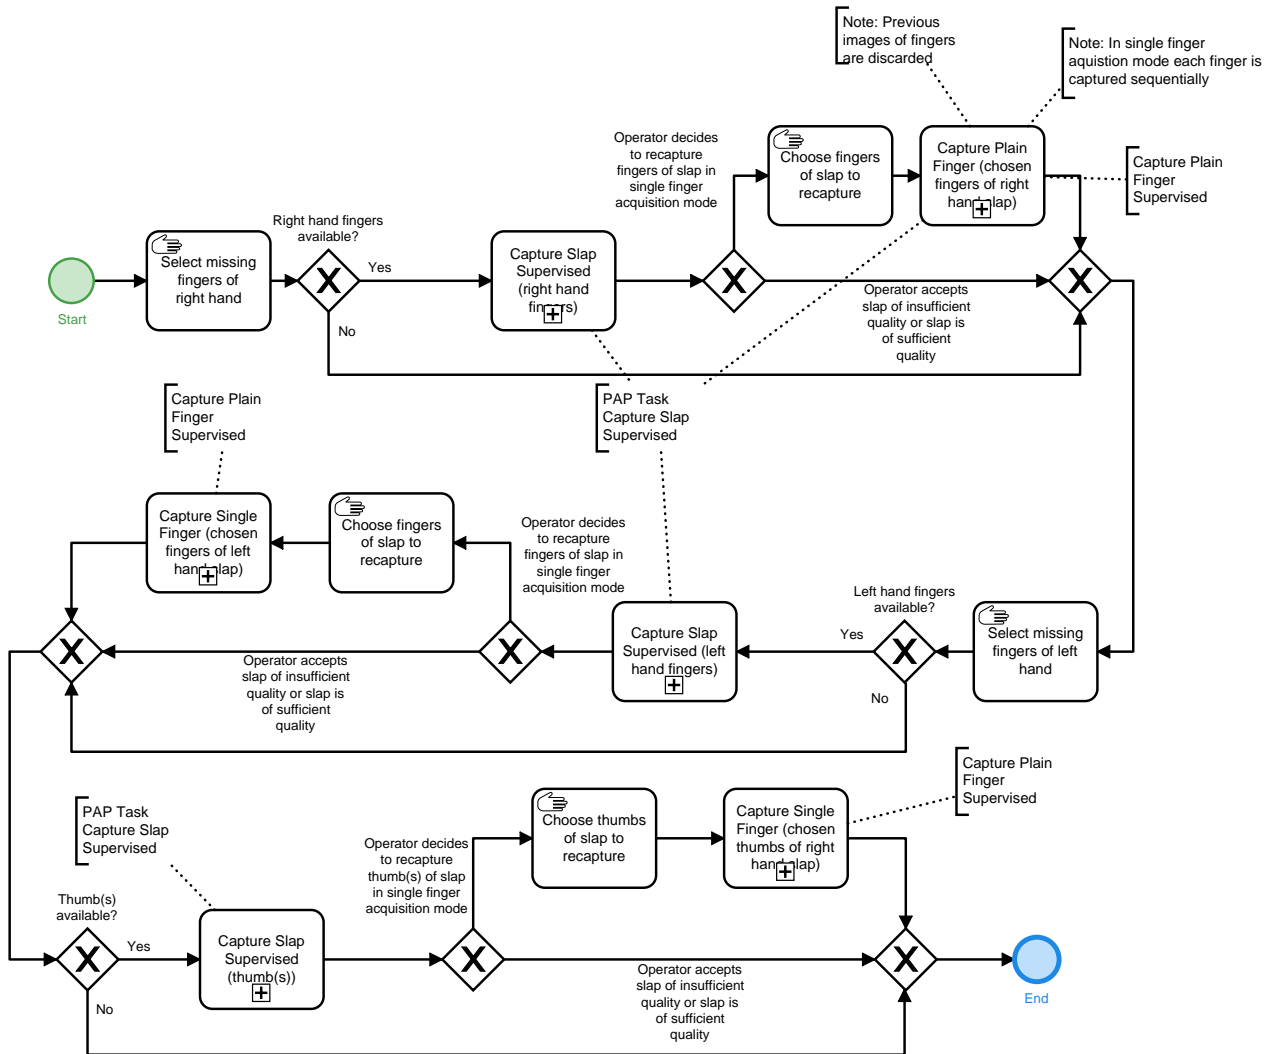 Note: Previous
images of fingers
are discarded
Note: In single finger
aquistion mode each finger is
captured sequentially
Operator decides
to recapture
fingers of slap in
single finger
acquisition mode
Choose fingers
of slap to
recapture
Capture Plain
Finger (chosen
fingers of right
hand slap)
Capture Plain
Finger
Supervised
Right hand fingers
available?
Select missing
fingers of
right hand
Start
Yes
No
Capture Slap
Supervised
(right hand
fingers)
Operator accepts
slap of insufficient
quality or slap is
of sufficient
quality
Capture Plain
Finger
Supervised
PAP Task
Capture Slap
Supervised
Capture Single
Finger (chosen
fingers of left
hand slap)
Choose fingers
of slap to
recapture
Operator decides
to recapture
fingers of slap in
single finger
acquisition mode
Left hand fingers
available?
Yes
No
Capture Slap
Supervised (left
hand fingers)
Select missing
fingers of left
hand
Operator accepts
slap of insufficient
quality or slap is
of sufficient
quality
Capture Plain
Finger
Supervised
PAP Task
Capture Slap
Supervised
Operator decides
to recapture
thumb(s) of slap
in single finger
acquisition mode
Choose thumbs
of slap to
recapture
Capture Single
Finger (chosen
thumbs of right
hand slap)
Thumb(s)
available?
Yes
No
Capture Slap
Supervised
(thumb(s))
Operator accepts
slap of insufficient
quality or slap is
of sufficient
quality
End